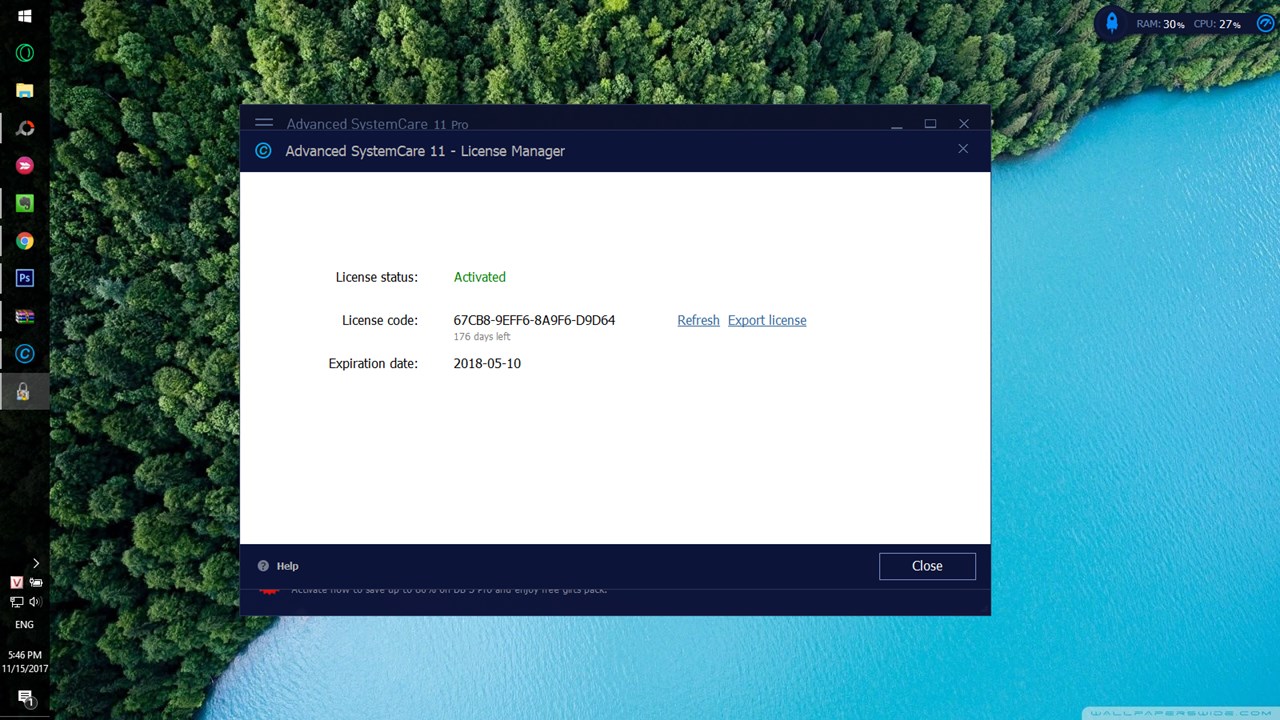 RAM: 30% CPU: 27%
Advanced SystemCare 11 Pro
Advanced SystemCare 11 - License Manager
License status: Activated
License code: 67CB8-9EFF6-8A9F6-D9D64 Refresh Export license
176 days left
Expiration date: 2018-05-10
Help Close
Activate now to save up to 60% on DB 5 Pro and enjoy free gifts pack.
Ps
V
ENG
5:46 PM
11/15/2017
1
WALLPAPERSWIDE.COM